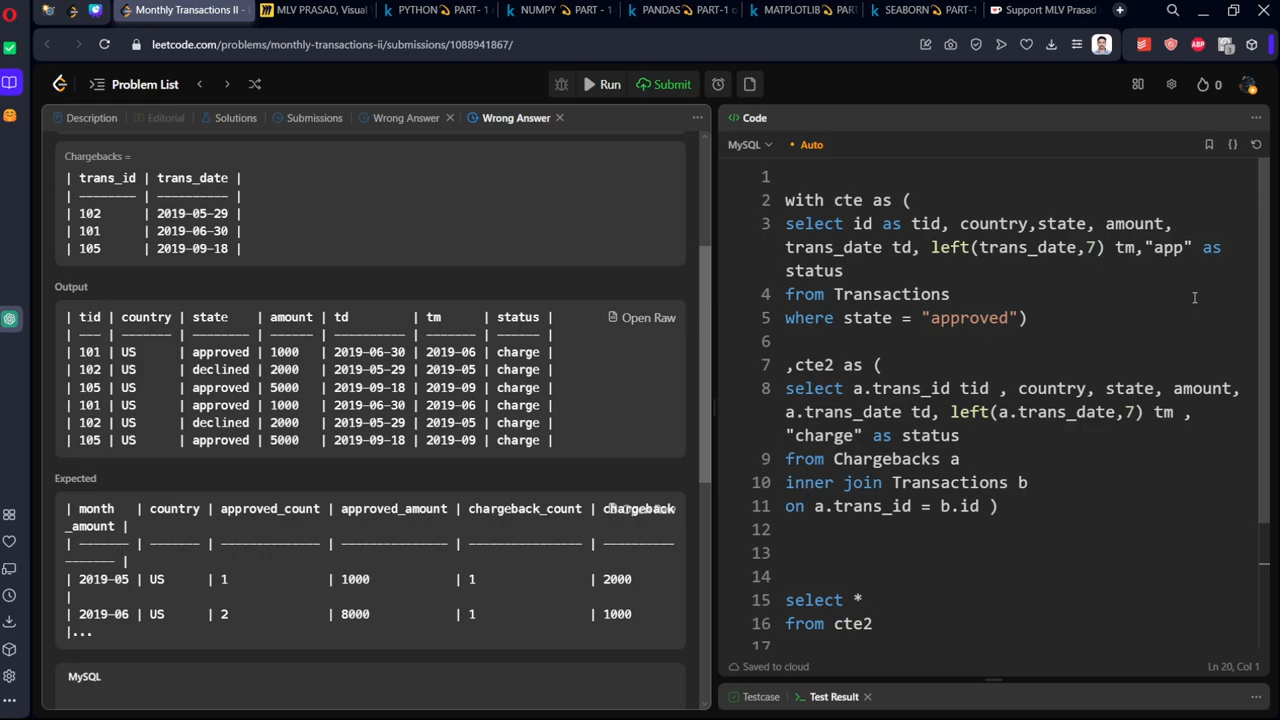 Monthly Transactions II -
MLV PRASAD, Visual
PYTHON PART- 1
NUMPY PART - 1
PANDAS PART- 1 o
MATPLOTLIB PAR
SEABORN PART-1
Support MLV Prasad
leetcode.com/problems/monthly-transactions-ii/submissions/1088941867/
Problem List
Run
Submit
0
Description
Editorial
Solutions
Submissions
Wrong Answer
Wrong Answer
Chargebacks =
| trans_id | trans_date |
| -------- | ---------- |
| 102 | 2019-05-29 |
| 101 | 2019-06-30 |
| 105 | 2019-09-18 |
Output
Open Raw
| tid | country | state | amount | td | tm | status |
| --- | ------- | -------- | ------ | ---------- | ------- | ------ |
| 101 | US | approved | 1000 | 2019-06-30 | 2019-06 | charge |
| 102 | US | declined | 2000 | 2019-05-29 | 2019-05 | charge |
| 105 | US | approved | 5000 | 2019-09-18 | 2019-09 | charge |
| 101 | US | approved | 1000 | 2019-06-30 | 2019-06 | charge |
| 102 | US | declined | 2000 | 2019-05-29 | 2019-05 | charge |
| 105 | US | approved | 5000 | 2019-09-18 | 2019-09 | charge |
Expected
| month | country | approved_count | approved_amount | chargeback_count | chargeback
_amount |
| ------- | ------- | -------------- | --------------- | ---------------- | ----------
------- |
| 2019-05 | US | 1 | 1000 | 1 | 2000
|
| 2019-06 | US | 2 | 8000 | 1 | 1000
|...
MySQL
Code
MySQL
Auto
1
2 with cte as (
3 select id as tid, country,state, amount,
trans_date td, left(trans_date,7) tm,"app" as
status
4 from Transactions
5 where state = "approved")
6
7 ,cte2 as (
8 select a.trans_id tid , country, state, amount,
a.trans_date td, left(a.trans_date,7) tm ,
"charge" as status
9 from Chargebacks a
10 inner join Transactions b
11 on a.trans_id = b.id )
12
13
14
15 select *
16 from cte2
17
Saved to cloud
Ln 20, Col 1
Testcase
Test Result